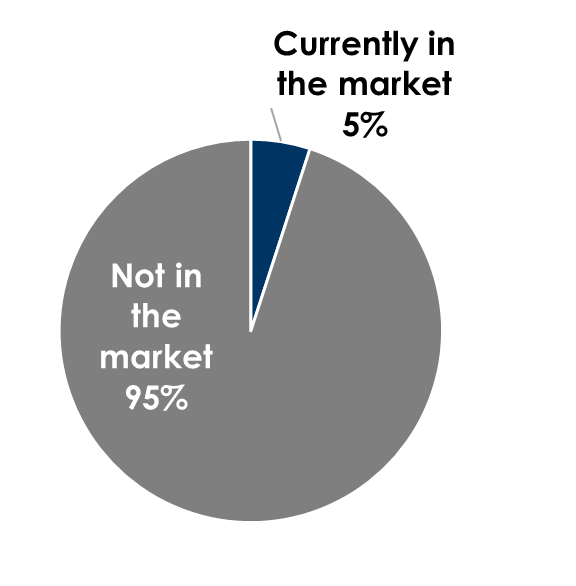 Currently in
the market
5%
Not in
the
market
95%